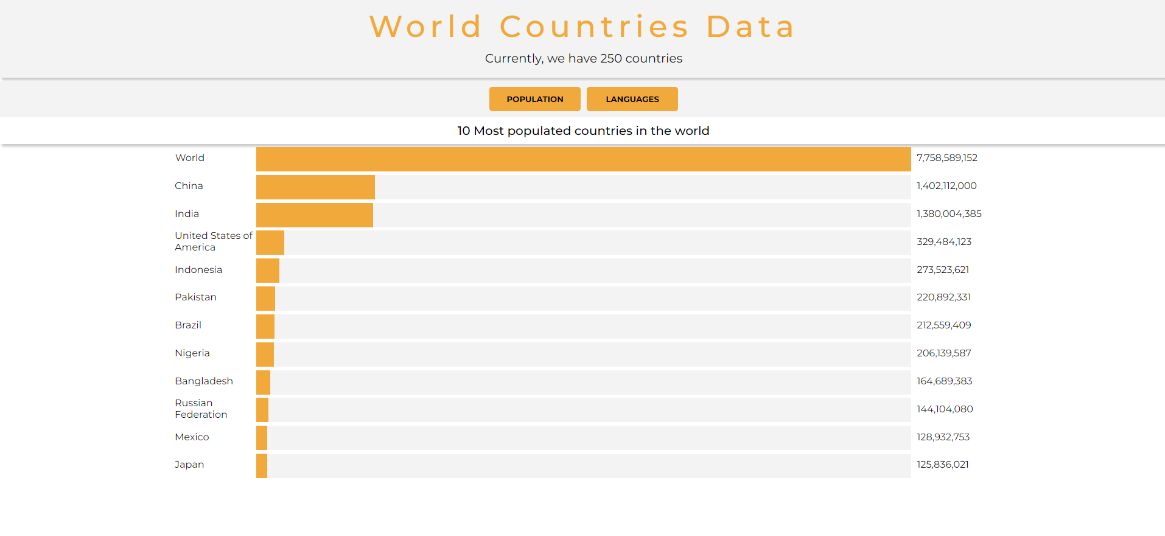 World Countries Data
Currently, we have 250 countries
POPULATION LANGUAGES
10 Most populated countries in the world
World 7,758,589,152
China 1,402,112,000
India 1,380,004,385
United States of
America 329,484,123
Indonesia 273,523,621
Pakistan 220,892,331
Brazil 212,559,409
Nigeria 206,139,587
Bangladesh 164,689,383
Russian
Federation 144,104,080
Mexico 128,932,753
Japan 125,836,021